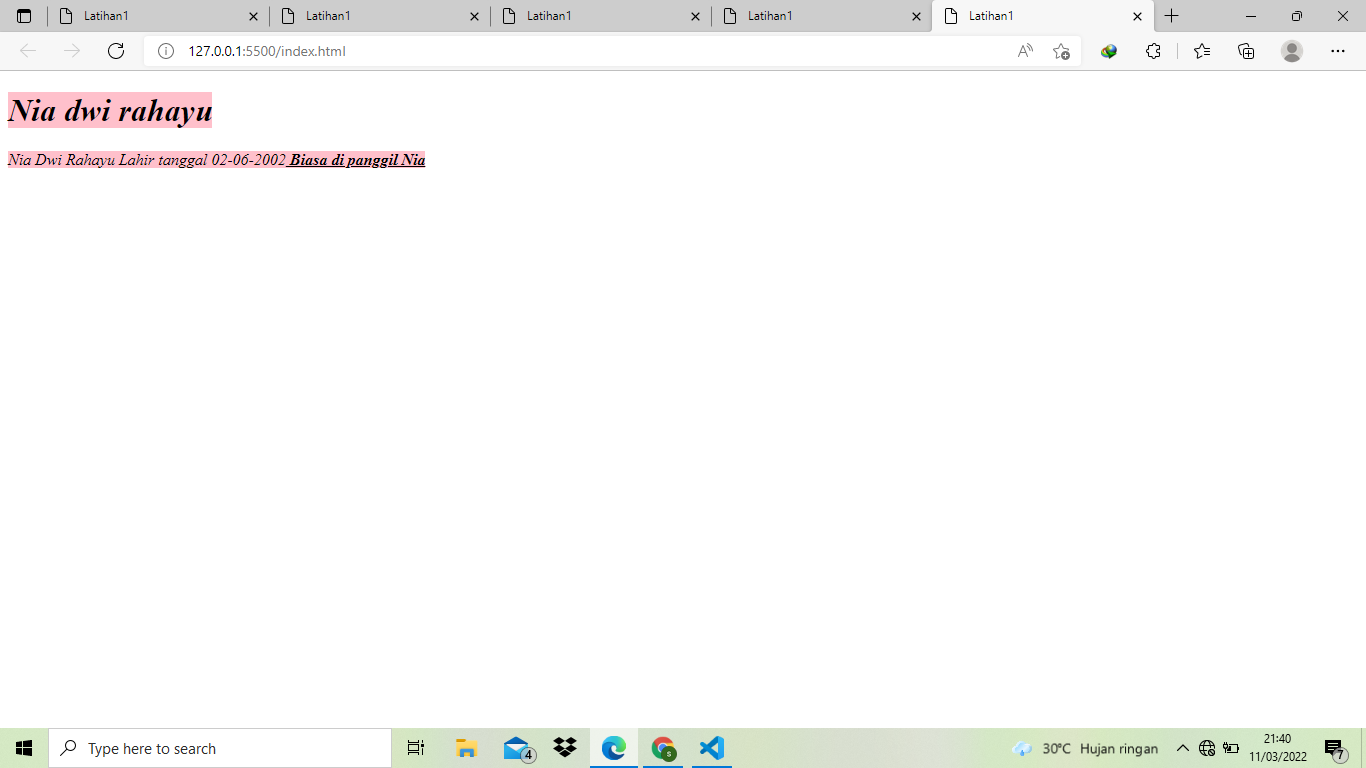 Latihan1 Latihan1 Latihan1 Latihan1 Latihan1
127.0.0.1:5500/index.html
Nia dwi rahayu
Nia Dwi Rahayu Lahir tanggal 02-06-2002 Biasa di panggil Nia
Type here to search
4
s
30°C Hujan ringan
21:40
11/03/2022
7